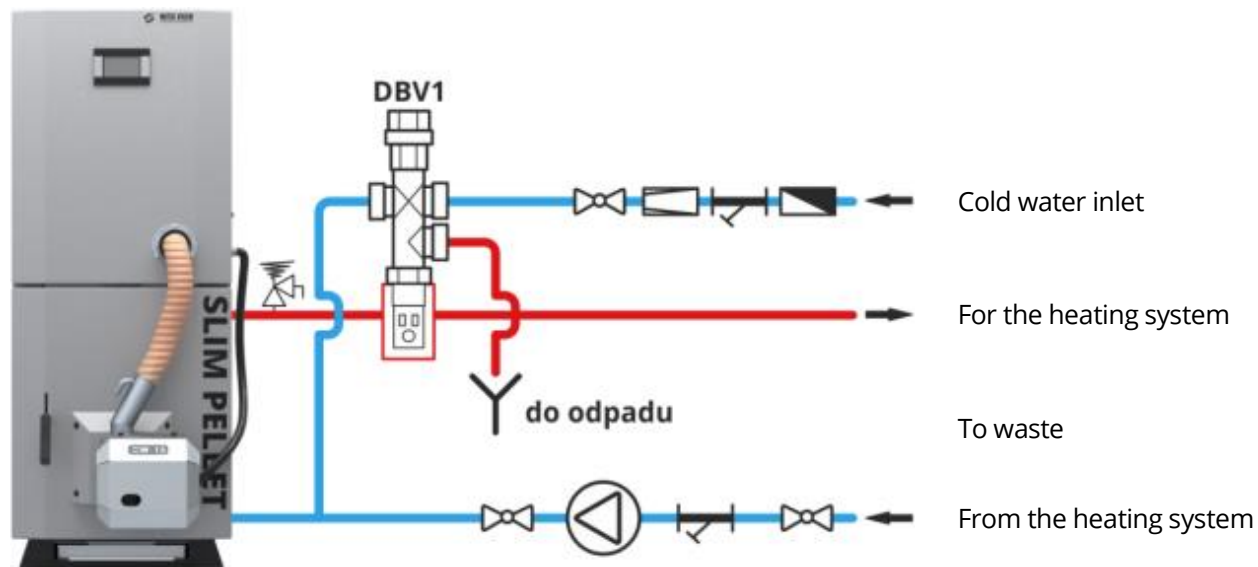 DBV1
Cold water inlet
For the heating system
SLIM PELLET
do odpadu
To waste
From the heating system